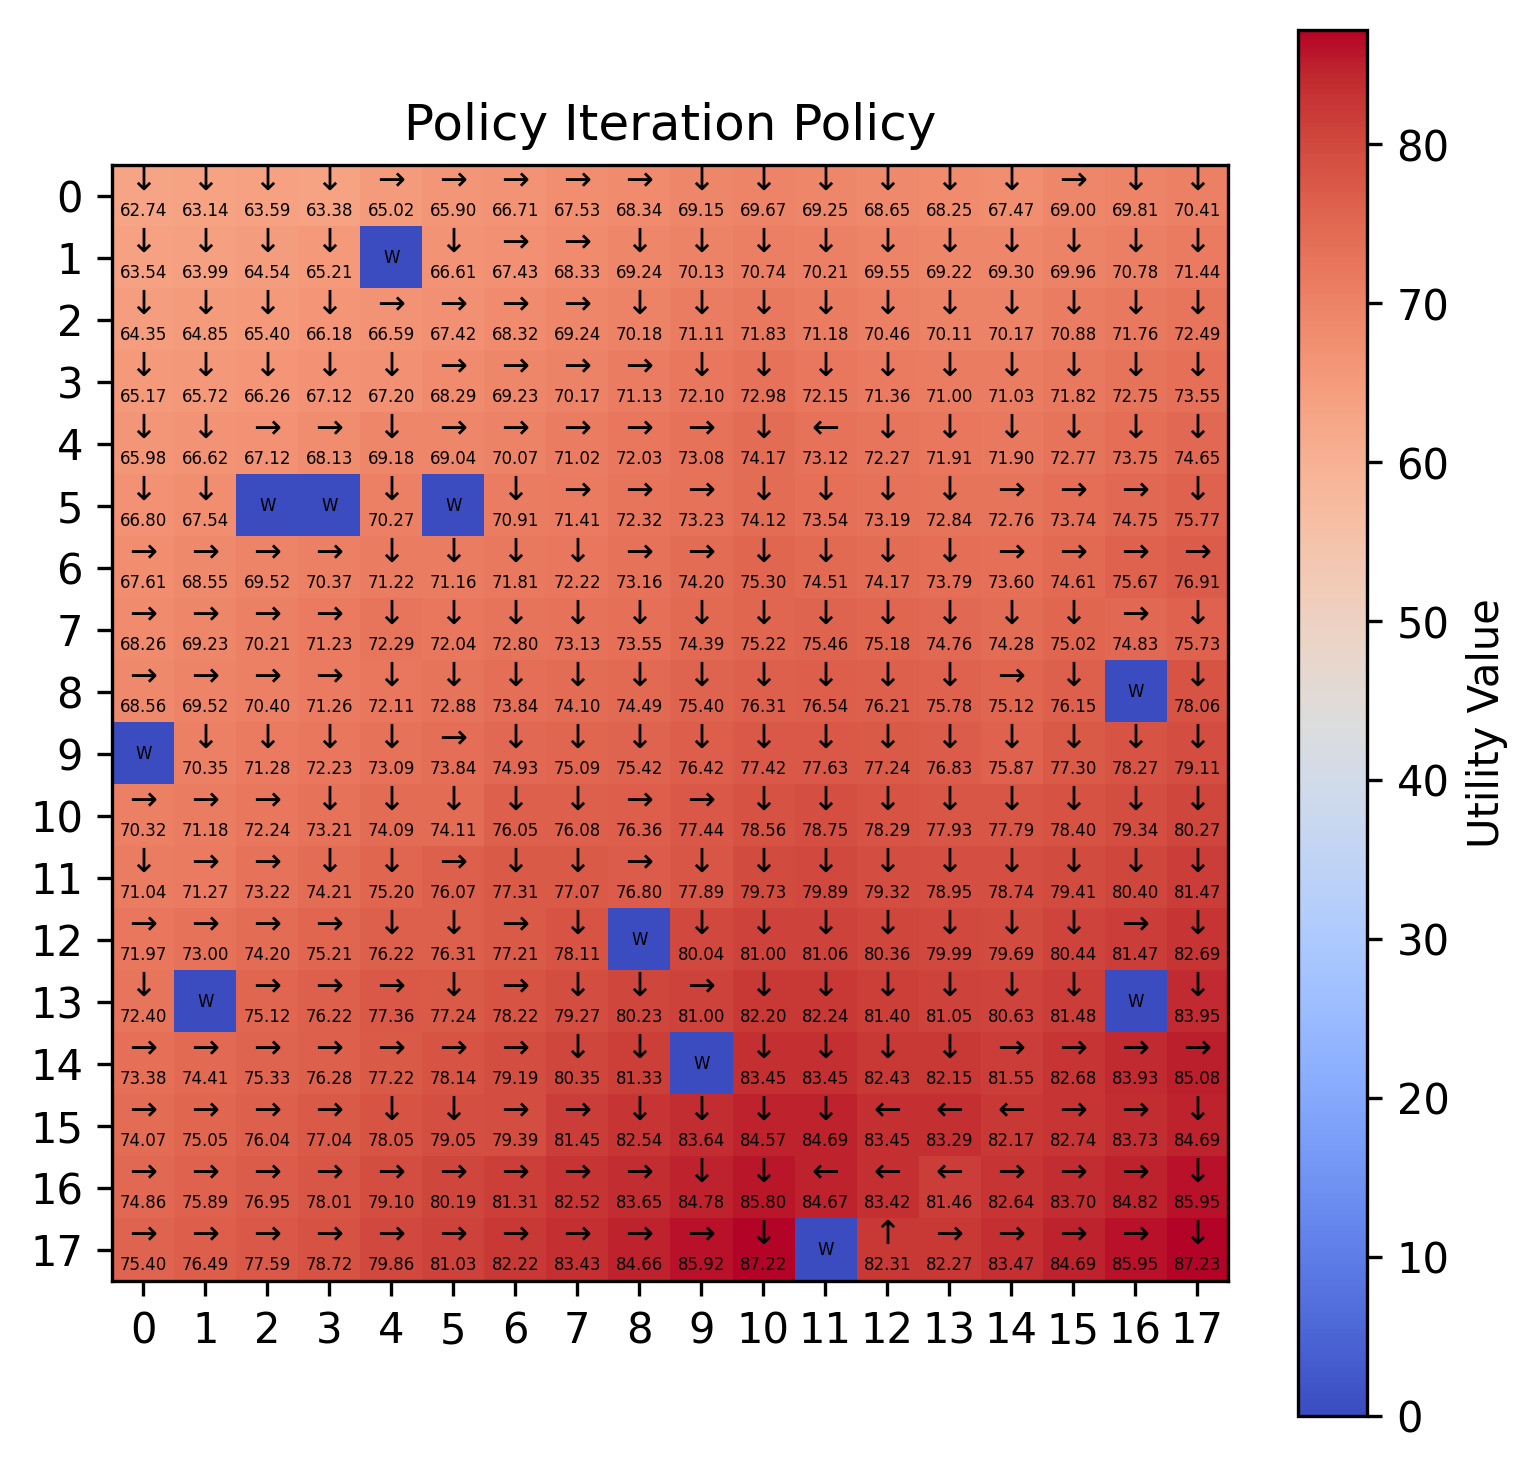 Policy Iteration Policy
0 ↓ ↓ ↓ ↓ → → → → → ↓ ↓ ↓ ↓ ↓ ↓ → ↓ ↓
62.74 63.14 63.59 63.38 65.02 65.90 66.71 67.53 68.34 69.15 69.67 69.25 68.65 68.25 67.47 69.00 69.81 70.41
1 ↓ ↓ ↓ ↓ W ↓ → → ↓ ↓ ↓ ↓ ↓ ↓ ↓ ↓ ↓ ↓
63.54 63.99 64.54 65.21 66.61 67.43 68.33 69.24 70.13 70.74 70.21 69.55 69.22 69.30 69.96 70.78 71.44
2 ↓ ↓ ↓ ↓ → → → → ↓ ↓ ↓ ↓ ↓ ↓ ↓ ↓ ↓ ↓
64.35 64.85 65.40 66.18 66.59 67.42 68.32 69.24 70.18 71.11 71.83 71.18 70.46 70.11 70.17 70.88 71.76 72.49
3 ↓ ↓ ↓ ↓ ↓ → → → → ↓ ↓ ↓ ↓ ↓ ↓ ↓ ↓ ↓
65.17 65.72 66.26 67.12 67.20 68.29 69.23 70.17 71.13 72.10 72.98 72.15 71.36 71.00 71.03 71.82 72.75 73.55
4 ↓ ↓ → → ↓ → → → → → ↓ ← ↓ ↓ ↓ ↓ ↓ ↓
65.98 66.62 67.12 68.13 69.18 69.04 70.07 71.02 72.03 73.08 74.17 73.12 72.27 71.91 71.90 72.77 73.75 74.65
5 ↓ ↓ W W ↓ W ↓ → → → ↓ ↓ ↓ ↓ → → → ↓
66.80 67.54 70.27 70.91 71.41 72.32 73.23 74.12 73.54 73.19 72.84 72.76 73.74 74.75 75.77
6 → → → → ↓ ↓ ↓ ↓ → → ↓ ↓ ↓ ↓ → → → →
67.61 68.55 69.52 70.37 71.22 71.16 71.81 72.22 73.16 74.20 75.30 74.51 74.17 73.79 73.60 74.61 75.67 76.91
7 → → → → ↓ ↓ ↓ ↓ ↓ ↓ ↓ ↓ ↓ ↓ ↓ ↓ → ↓
68.26 69.23 70.21 71.23 72.29 72.04 72.80 73.13 73.55 74.39 75.22 75.46 75.18 74.76 74.28 75.02 74.83 75.73
8 → → → → ↓ ↓ ↓ ↓ ↓ ↓ ↓ ↓ ↓ ↓ → ↓ W ↓
68.56 69.52 70.40 71.26 72.11 72.88 73.84 74.10 74.49 75.40 76.31 76.54 76.21 75.78 75.12 76.15 78.06
9 W ↓ ↓ ↓ ↓ → ↓ ↓ ↓ ↓ ↓ ↓ ↓ ↓ ↓ ↓ ↓ ↓
70.35 71.28 72.23 73.09 73.84 74.93 75.09 75.42 76.42 77.42 77.63 77.24 76.83 75.87 77.30 78.27 79.11
10 → → → ↓ ↓ ↓ ↓ ↓ → → ↓ ↓ ↓ ↓ ↓ ↓ ↓ ↓
70.32 71.18 72.24 73.21 74.09 74.11 76.05 76.08 76.36 77.44 78.56 78.75 78.29 77.93 77.79 78.40 79.34 80.27
11 ↓ → → ↓ ↓ → ↓ ↓ → ↓ ↓ ↓ ↓ ↓ ↓ ↓ ↓ ↓
71.04 71.27 73.22 74.21 75.20 76.07 77.31 77.07 76.80 77.89 79.73 79.89 79.32 78.95 78.74 79.41 80.40 81.47
12 → → → → ↓ ↓ → ↓ W ↓ ↓ ↓ ↓ ↓ ↓ ↓ → ↓
71.97 73.00 74.20 75.21 76.22 76.31 77.21 78.11 80.04 81.00 81.06 80.36 79.99 79.69 80.44 81.47 82.69
13 ↓ W → → → ↓ → ↓ ↓ → ↓ ↓ ↓ ↓ ↓ ↓ W ↓
72.40 75.12 76.22 77.36 77.24 78.22 79.27 80.23 81.00 82.20 82.24 81.40 81.05 80.63 81.48 83.95
14 → → → → → → → ↓ ↓ W ↓ ↓ ↓ ↓ → → → →
73.38 74.41 75.33 76.28 77.22 78.14 79.19 80.35 81.33 83.45 83.45 82.43 82.15 81.55 82.68 83.93 85.08
15 → → → → ↓ ↓ → → ↓ ↓ ↓ ↓ ← ← ← → → ↓
74.07 75.05 76.04 77.04 78.05 79.05 79.39 81.45 82.54 83.64 84.57 84.69 83.45 83.29 82.17 82.74 83.73 84.69
16 → → → → → → → → → ↓ ↓ ← ← ← → → → ↓
74.86 75.89 76.95 78.01 79.10 80.19 81.31 82.52 83.65 84.78 85.80 84.67 83.42 81.46 82.64 83.70 84.82 85.95
17 → → → → → → → → → → ↓ W ↑ → → → → ↓
75.40 76.49 77.59 78.72 79.86 81.03 82.22 83.43 84.66 85.92 87.22 82.31 82.27 83.47 84.69 85.95 87.23
0 1 2 3 4 5 6 7 8 9 10 11 12 13 14 15 16 17
80
70
60
50
40
30
20
10
0
Utility Value